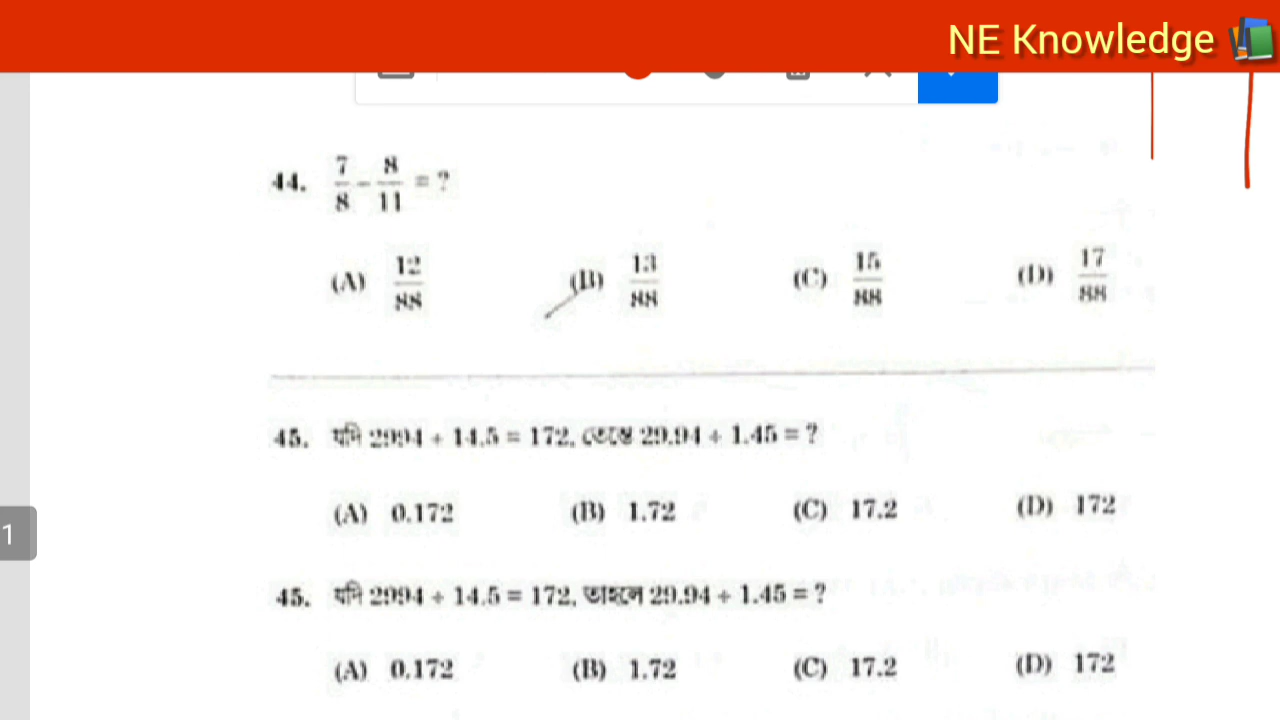 NE Knowledge
44. 7/8 − 8/11 = ?
(A) 12/88 (B) 13/88 (C) 15/88 (D) 17/88
45. যদি 2994 ÷ 14.5 = 172, তেন্তে 29.94 ÷ 1.45 = ?
(A) 0.172 (B) 1.72 (C) 17.2 (D) 172
45. যদি 2994 ÷ 14.5 = 172, তাহলে 29.94 ÷ 1.45 = ?
(A) 0.172 (B) 1.72 (C) 17.2 (D) 172
1